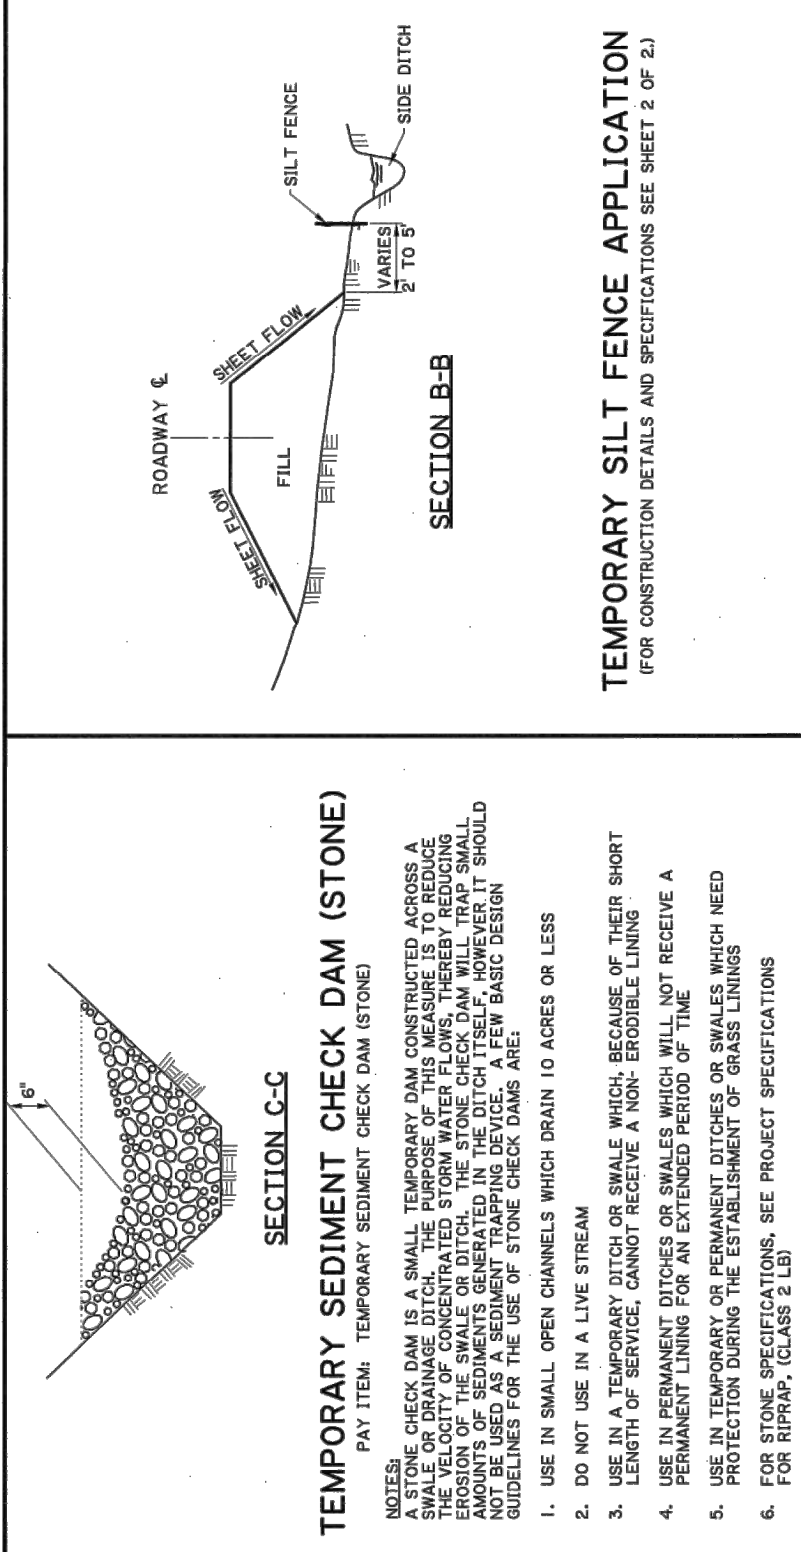 6"
SECTION C-C
TEMPORARY SEDIMENT CHECK DAM (STONE)
PAY ITEM: TEMPORARY SEDIMENT CHECK DAM (STONE)
NOTES:
A STONE CHECK DAM IS A SMALL TEMPORARY DAM CONSTRUCTED ACROSS A
SWALE OR DRAINAGE DITCH. THE PURPOSE OF THIS MEASURE IS TO REDUCE
THE VELOCITY OF CONCENTRATED STORM WATER FLOWS, THEREBY REDUCING
EROSION OF THE SWALE OR DITCH. THE STONE CHECK DAM WILL TRAP SMALL
AMOUNTS OF SEDIMENTS GENERATED IN THE DITCH ITSELF, HOWEVER IT SHOULD
NOT BE USED AS A SEDIMENT TRAPPING DEVICE. A FEW BASIC DESIGN
GUIDELINES FOR THE USE OF STONE CHECK DAMS ARE:
1. USE IN SMALL OPEN CHANNELS WHICH DRAIN 10 ACRES OR LESS
2. DO NOT USE IN A LIVE STREAM
3. USE IN A TEMPORARY DITCH OR SWALE WHICH, BECAUSE OF THEIR SHORT
LENGTH OF SERVICE, CANNOT RECEIVE A NON- ERODIBLE LINING
4. USE IN PERMANENT DITCHES OR SWALES WHICH WILL NOT RECEIVE A
PERMANENT LINING FOR AN EXTENDED PERIOD OF TIME
5. USE IN TEMPORARY OR PERMANENT DITCHES OR SWALES WHICH NEED
PROTECTION DURING THE ESTABLISHMENT OF GRASS LININGS
6. FOR STONE SPECIFICATIONS, SEE PROJECT SPECIFICATIONS
FOR RIPRAP, (CLASS 2 LB)
ROADWAY ℄
SHEET FLOW
SHEET FLOW
FILL
SILT FENCE
VARIES
2' TO 5'
SIDE DITCH
SECTION B-B
TEMPORARY SILT FENCE APPLICATION
(FOR CONSTRUCTION DETAILS AND SPECIFICATIONS SEE SHEET 2 OF 2.)